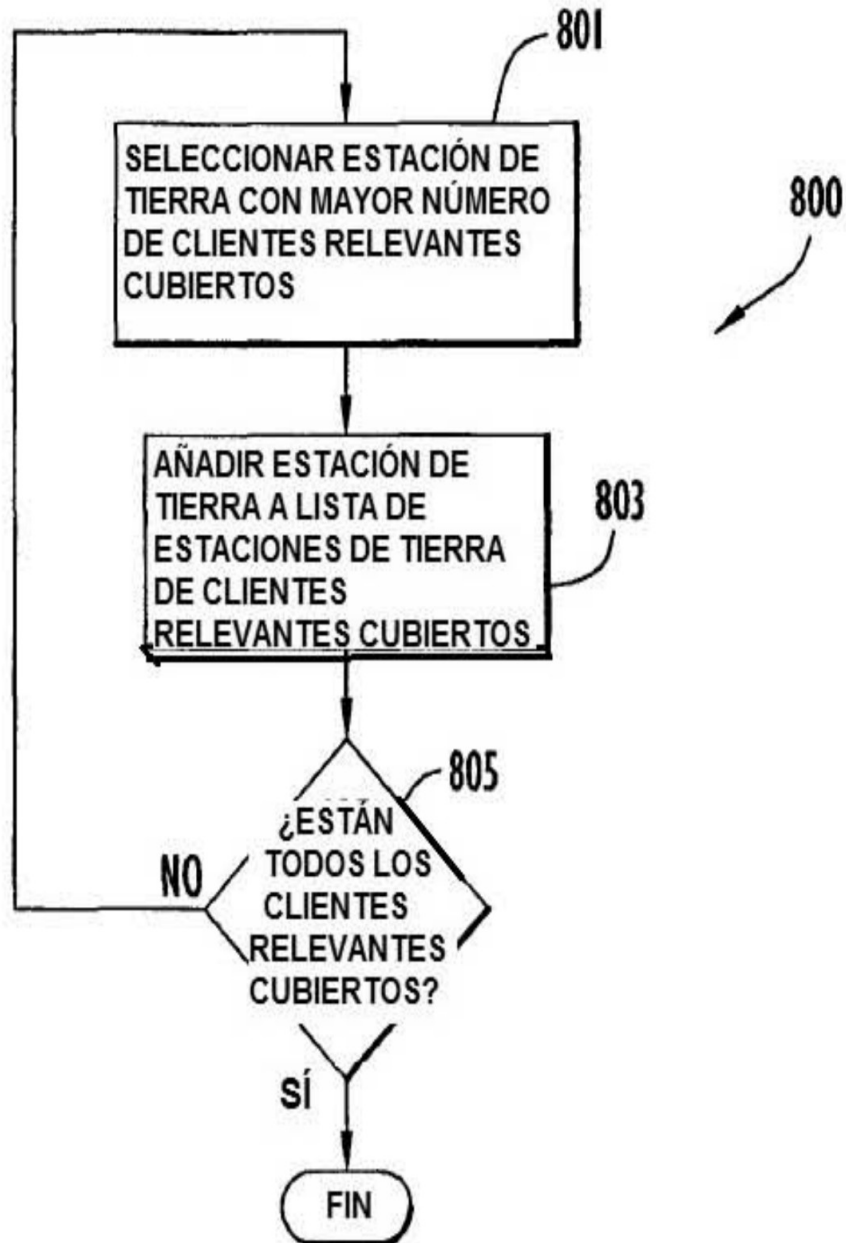 801
SELECCIONAR ESTACIÓN DE
TIERRA CON MAYOR NÚMERO
DE CLIENTES RELEVANTES
CUBIERTOS
800
AÑADIR ESTACIÓN DE
TIERRA A LISTA DE
ESTACIONES DE TIERRA
DE CLIENTES
RELEVANTES CUBIERTOS
803
805
¿ESTÁN
TODOS LOS
CLIENTES
RELEVANTES
CUBIERTOS?
NO
SÍ
FIN